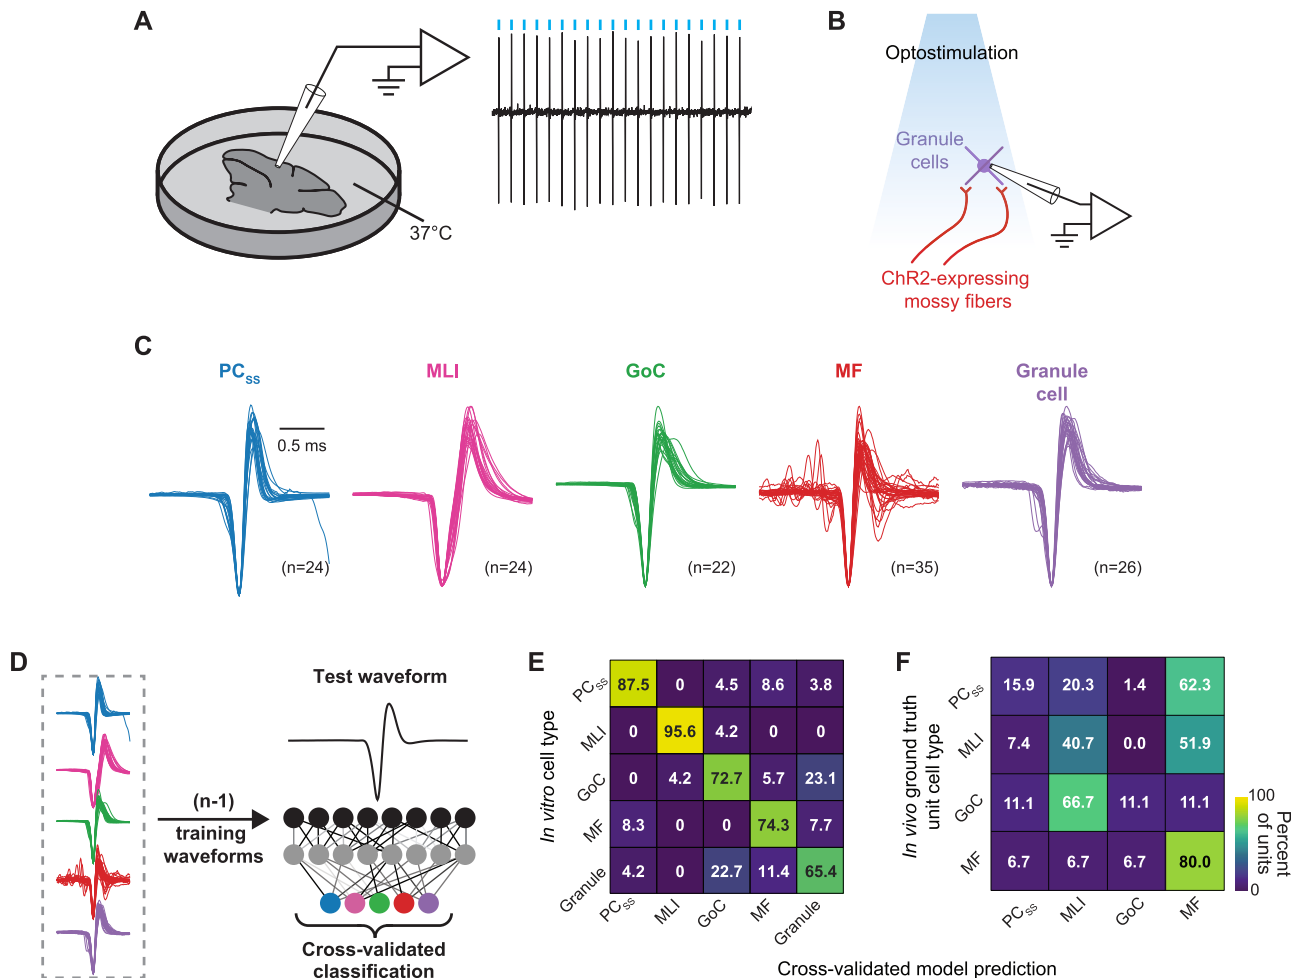 A
37°C
B
Optostimulation
Granule
cells
ChR2-expressing
mossy fibers
C
PCSS
MLI
GoC
MF
Granule
cell
0.5 ms
(n=24)
(n=24)
(n=22)
(n=35)
(n=26)
D
(n-1)
training
waveforms
Test waveform
Cross-validated
classification
E
In vitro cell type
PCSS
87.5 0 4.5 8.6 3.8
MLI
0 95.6 4.2 0 0
GoC
0 4.2 72.7 5.7 23.1
MF
8.3 0 0 74.3 7.7
Granule
4.2 0 22.7 11.4 65.4
PCSS MLI GoC MF Granule
F
In vivo ground truth
unit cell type
PCSS
15.9 20.3 1.4 62.3
MLI
7.4 40.7 0.0 51.9
GoC
11.1 66.7 11.1 11.1
MF
6.7 6.7 6.7 80.0
PCSS MLI GoC MF
100
0
Percent
of units
Cross-validated model prediction